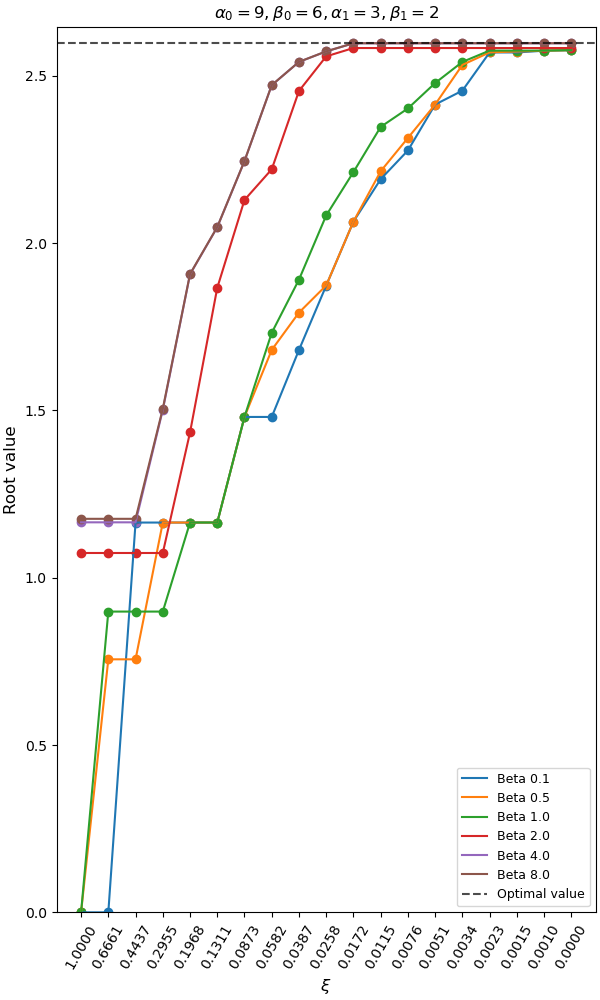 α₀ = 9, β₀ = 6, α₁ = 3, β₁ = 2
Root value
2.5
2.0
1.5
1.0
0.5
0.0
Beta 0.1
Beta 0.5
Beta 1.0
Beta 2.0
Beta 4.0
Beta 8.0
Optimal value
1.0000
0.6661
0.4437
0.2955
0.1968
0.1311
0.0873
0.0582
0.0387
0.0258
0.0172
0.0115
0.0076
0.0051
0.0034
0.0023
0.0015
0.0010
0.0000
ξ